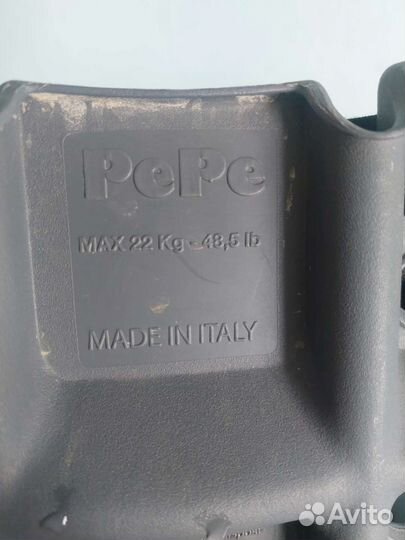 PePe
MAX 22 Kg - 48,5 lb
MADE IN ITALY
Avito